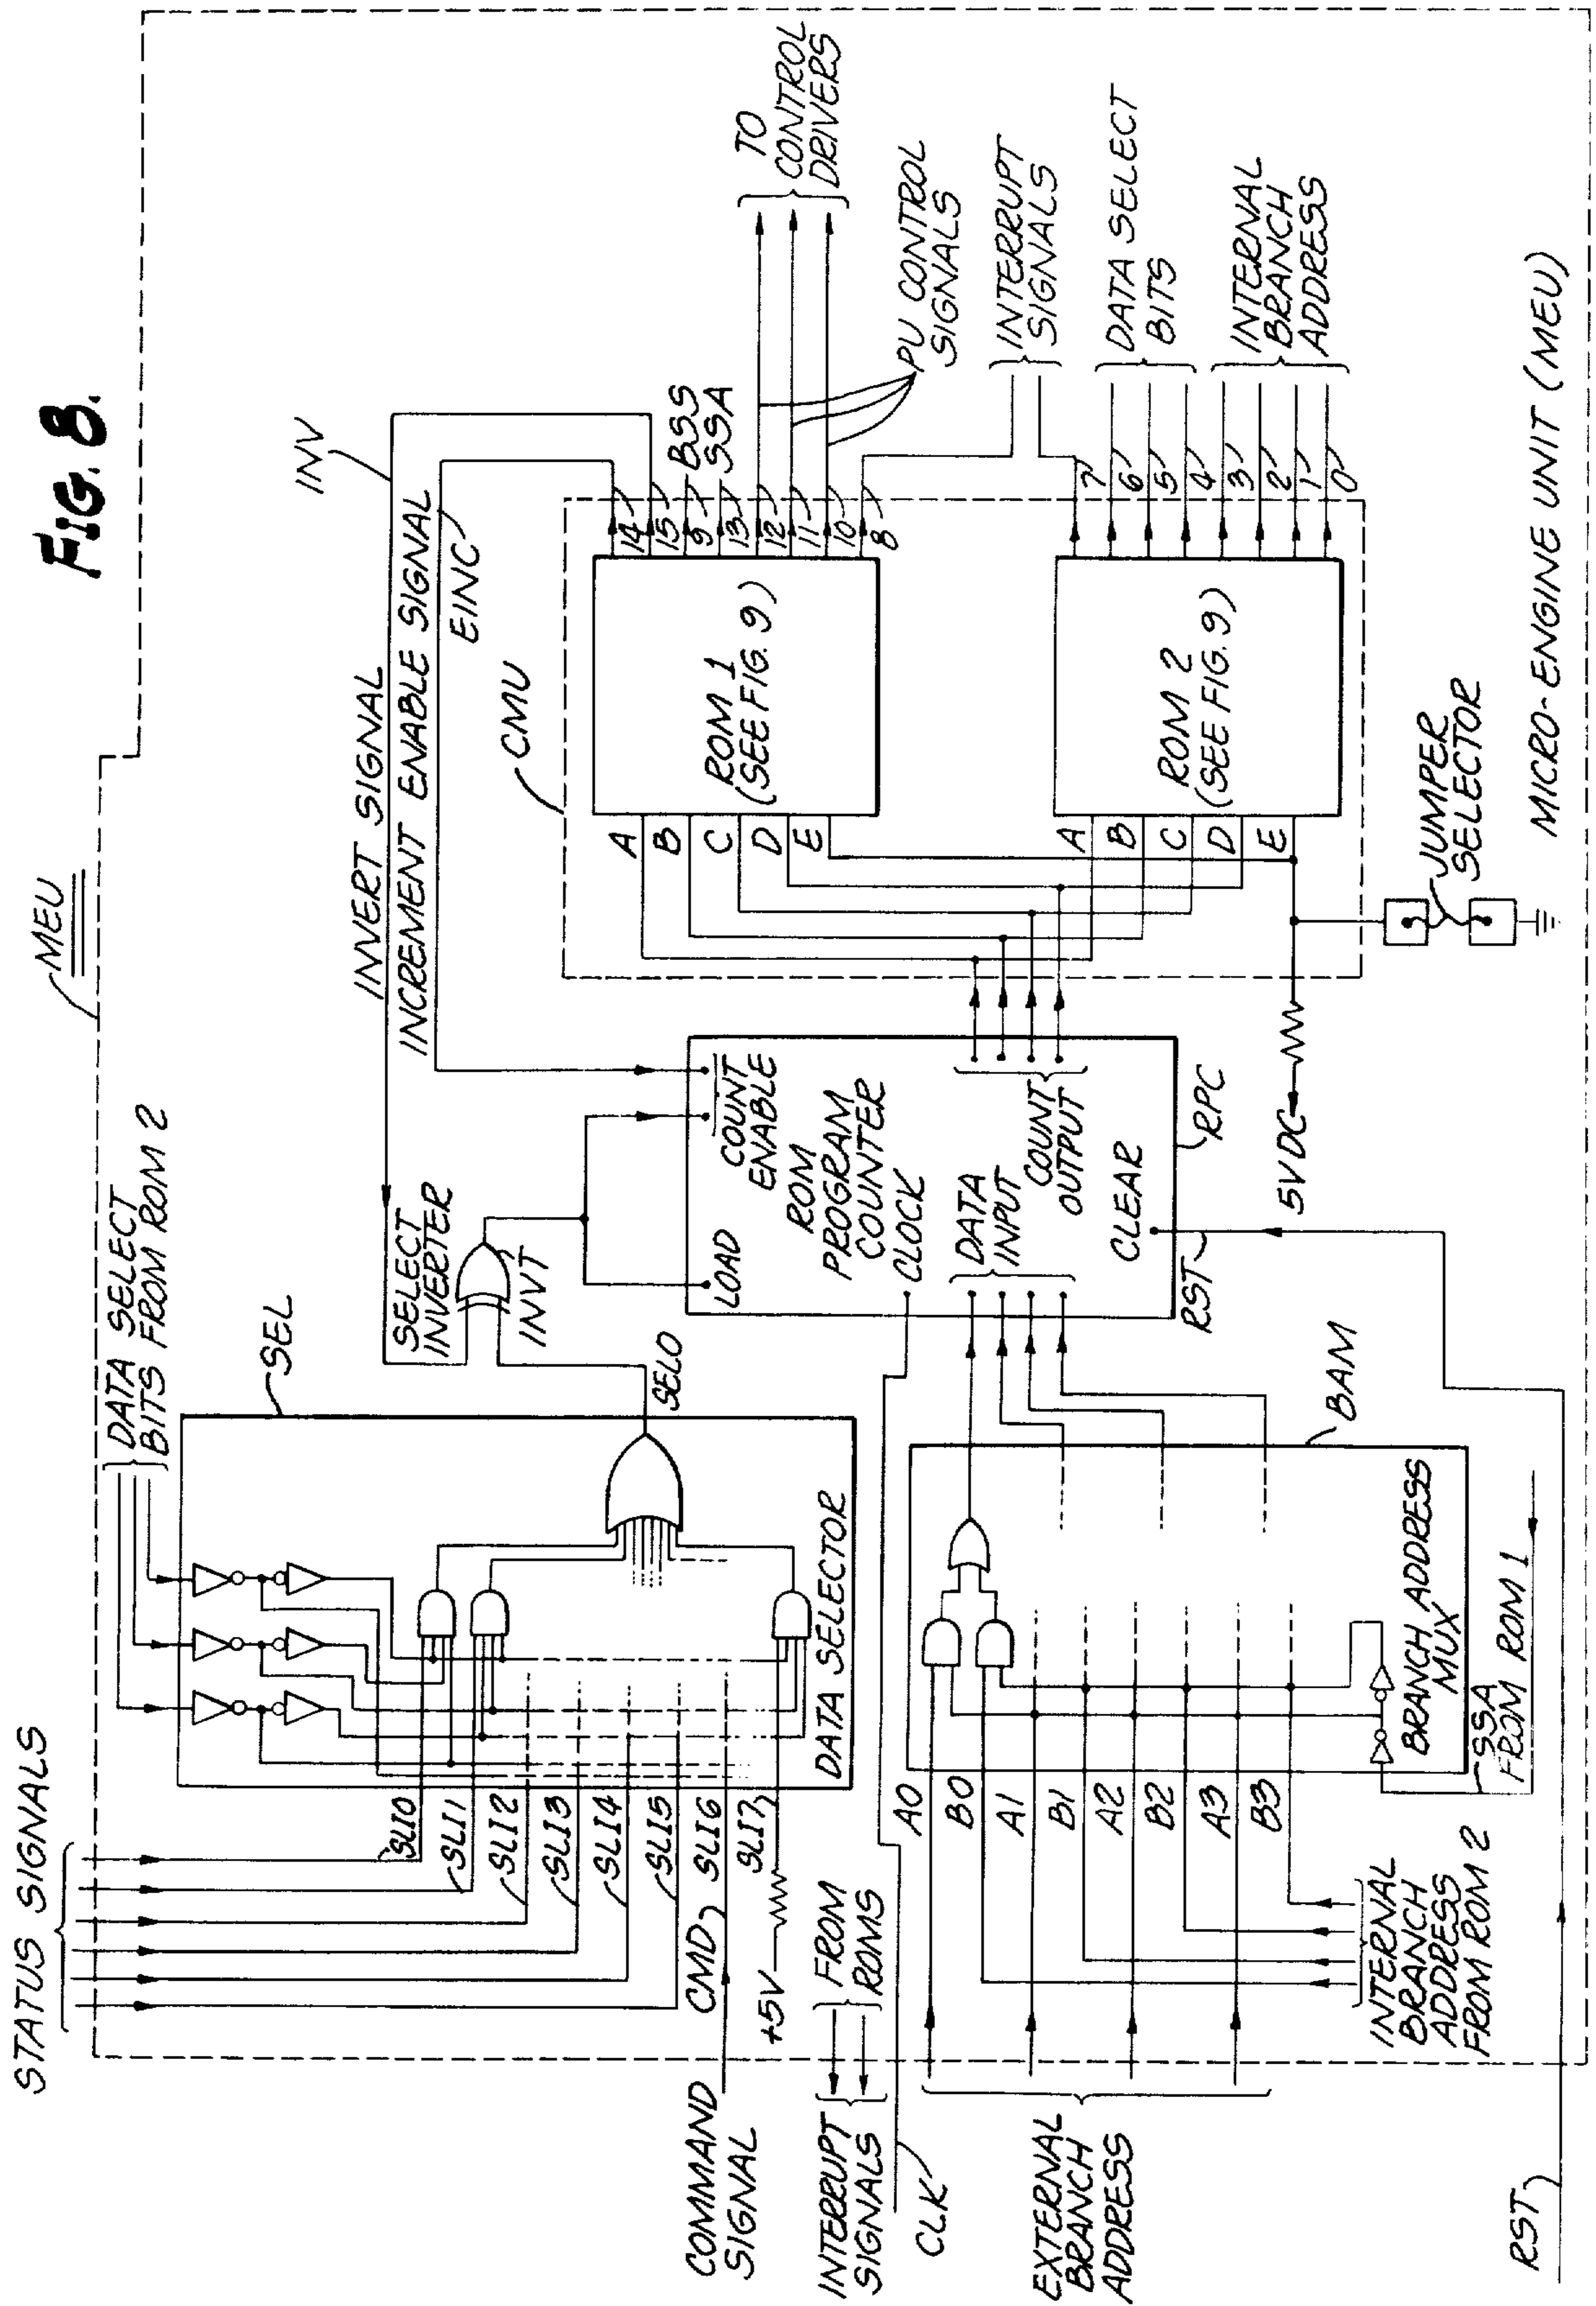 FIG. 8.
MEU
STATUS SIGNALS
DATA SELECT
BITS FROM ROM 2
SEL
SLI0
SLI1
SLI2
SLI3
SLI4
SLI5
CMD
SLI6
SLI7
+5V
COMMAND
SIGNAL
DATA SELECTOR
SELO
SELECT
INVERTER
INVT
INVERT SIGNAL
INV
INCREMENT ENABLE SIGNAL
EINC
INTERRUPT
SIGNALS
FROM
ROMS
CLK
LOAD
COUNT
ENABLE
ROM
PROGRAM
COUNTER
CLOCK
DATA
INPUT
COUNT
OUTPUT
CLEAR
RPC
RST
EXTERNAL
BRANCH
ADDRESS
A0
B0
A1
B1
A2
B2
A3
B3
BAM
BRANCH ADDRESS
MUX
SSA
FROM ROM 1
INTERNAL
BRANCH
ADDRESS
FROM ROM 2
RST
CMU
A
B
C
D
E
ROM 1
(SEE FIG. 9)
14
15
9
13
12
11
10
8
BSS
SSA
TO
CONTROL
DRIVERS
PU CONTROL
SIGNALS
INTERRUPT
SIGNALS
A
B
C
D
E
ROM 2
(SEE FIG. 9)
7
6
5
4
3
2
1
0
DATA SELECT
BITS
INTERNAL
BRANCH
ADDRESS
5VDC
JUMPER
SELECTOR
MICRO-ENGINE UNIT (MEU)